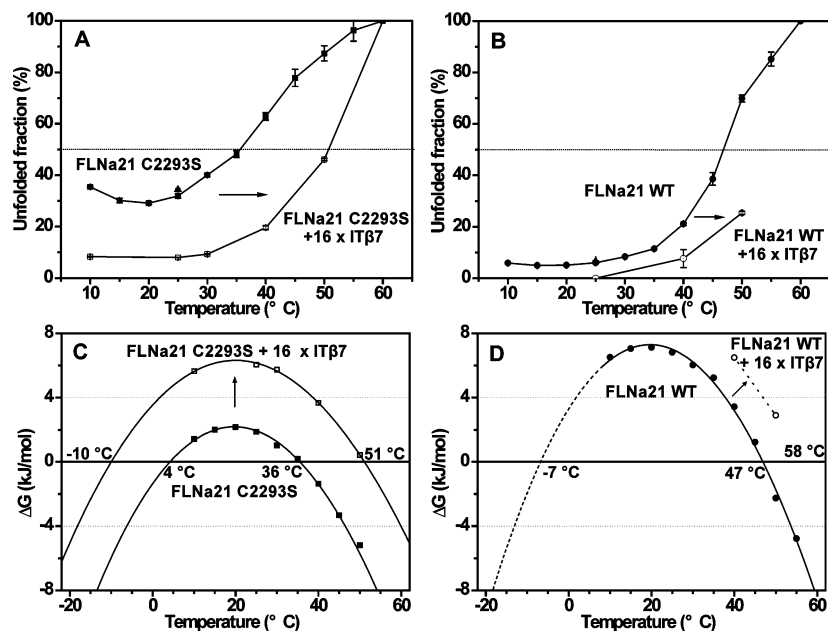 A
Unfolded fraction (%)
100
80
60
40
20
0
FLNa21 C2293S
FLNa21 C2293S
+16 x ITβ7
10 20 30 40 50 60
Temperature (° C)
B
Unfolded fraction (%)
100
80
60
40
20
0
FLNa21 WT
FLNa21 WT
+16 x ITβ7
10 20 30 40 50 60
Temperature (° C)
C
ΔG (kJ/mol)
8
4
0
-4
-8
FLNa21 C2293S + 16 x ITβ7
-10 °C
4 °C
36 °C
51 °C
FLNa21 C2293S
-20 0 20 40 60
Temperature (° C)
D
ΔG (kJ/mol)
8
4
0
-4
-8
FLNa21 WT
+ 16 x ITβ7
FLNa21 WT
58 °C
-7 °C
47 °C
-20 0 20 40 60
Temperature (° C)